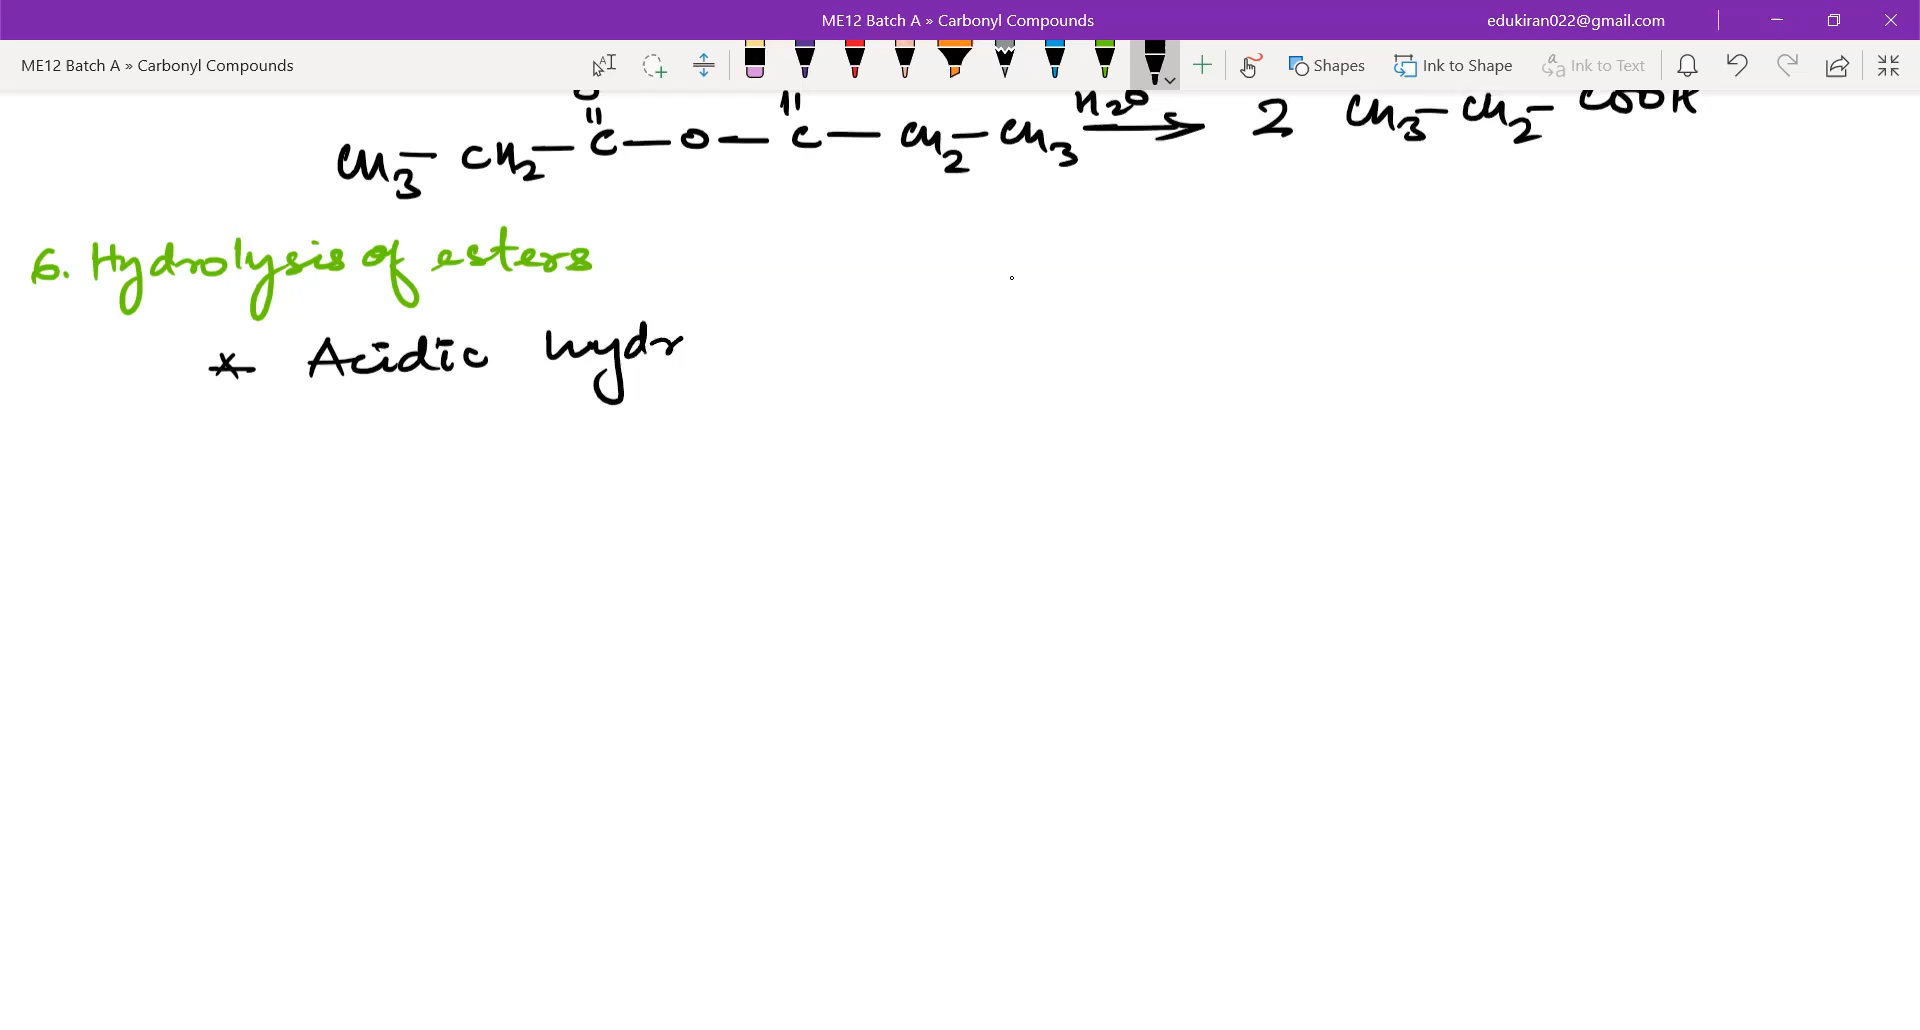 ME12 Batch A » Carbonyl Compounds
edukiran022@gmail.com
ME12 Batch A » Carbonyl Compounds
Shapes
Ink to Shape
Ink to Text
O
||
||
H2O
CH3-CH2-C-O-C-CH2-CH3 → 2 CH3-CH2-COOH
6. Hydrolysis of esters
* Acidic hydr